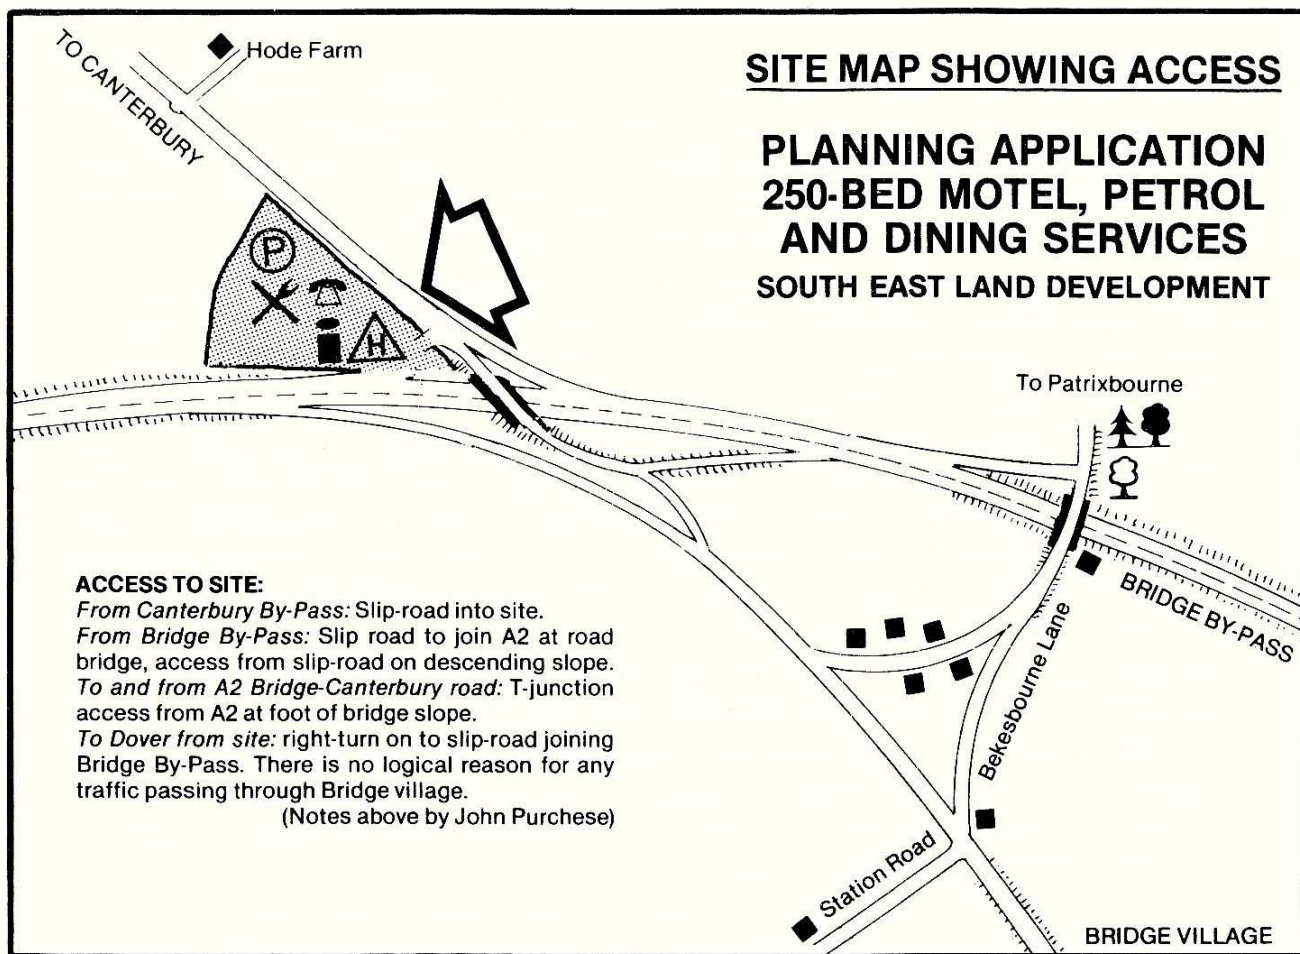 TO CANTERBURY
Hode Farm
SITE MAP SHOWING ACCESS
PLANNING APPLICATION
250-BED MOTEL, PETROL
AND DINING SERVICES
SOUTH EAST LAND DEVELOPMENT
P
H
To Patrixbourne
BRIDGE BY-PASS
Bekesbourne Lane
ACCESS TO SITE:
From Canterbury By-Pass: Slip-road into site.
From Bridge By-Pass: Slip road to join A2 at road
bridge, access from slip-road on descending slope.
To and from A2 Bridge-Canterbury road: T-junction
access from A2 at foot of bridge slope.
To Dover from site: right-turn on to slip-road joining
Bridge By-Pass. There is no logical reason for any
traffic passing through Bridge village.
(Notes above by John Purchese)
Station Road
BRIDGE VILLAGE